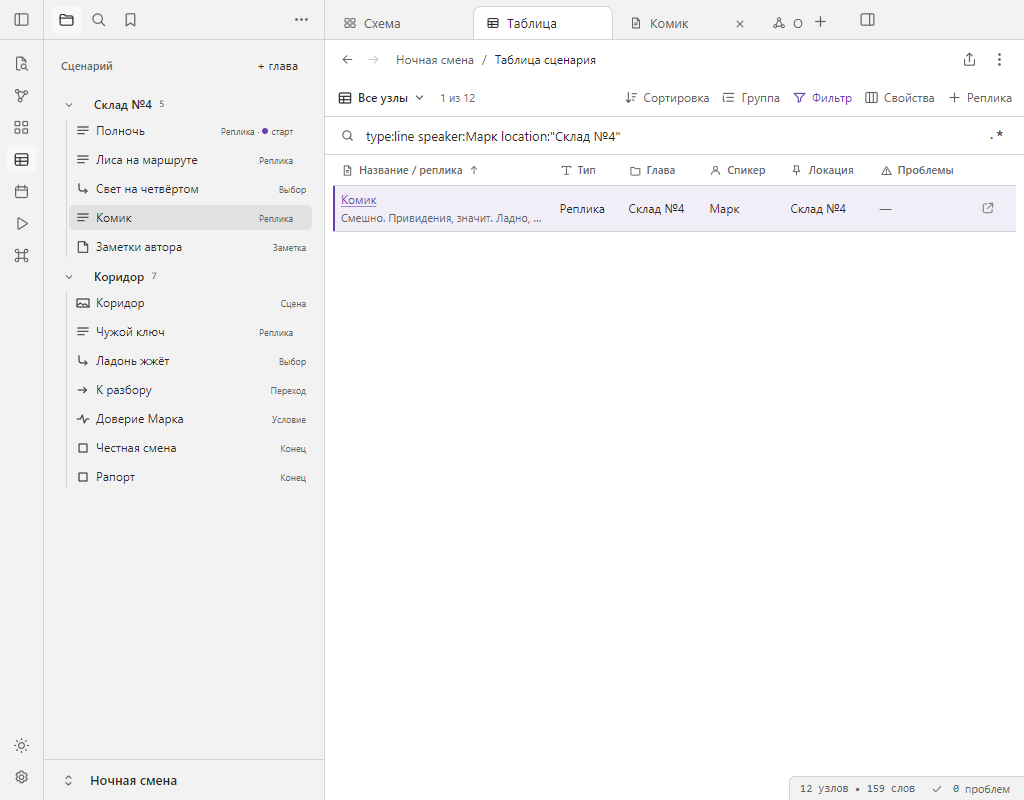 Схема
Таблица
Комик
О
Сценарий
+ глава
Склад №4 5
Полночь Реплика · старт
Лиса на маршруте Реплика
Свет на четвёртом Выбор
Комик Реплика
Заметки автора Заметка
Коридор 7
Коридор Сцена
Чужой ключ Реплика
Ладонь жжёт Выбор
К разбору Переход
Доверие Марка Условие
Честная смена Конец
Рапорт Конец
Ночная смена
Ночная смена / Таблица сценария
Все узлы 1 из 12 Сортировка Группа Фильтр Свойства Реплика
type:line speaker:Марк location:"Склад №4" .*
Название / реплика Тип Глава Спикер Локация Проблемы
Комик
Смешно. Привидения, значит. Ладно, ...
Реплика Склад №4 Марк Склад №4 —
12 узлов • 159 слов 0 проблем